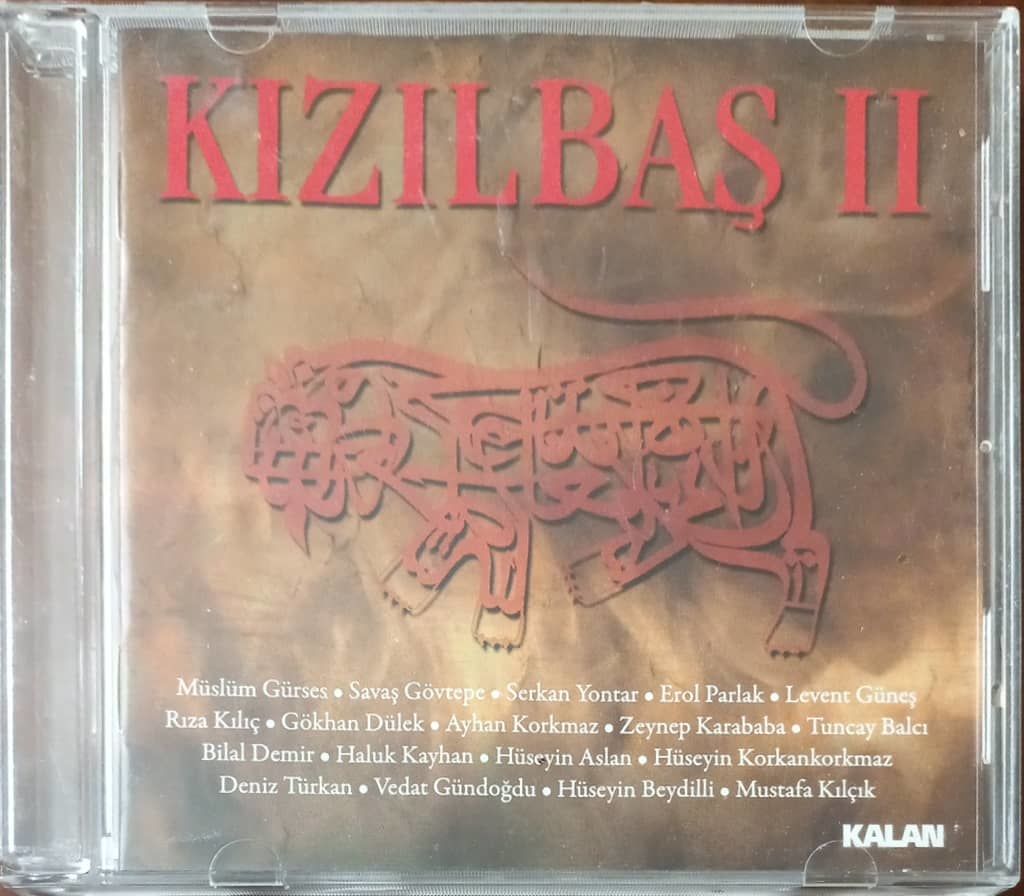 KIZILBAŞ II
Müslüm Gürses • Savaş Gövtepe • Serkan Yontar • Erol Parlak • Levent Güneş
Rıza Kılıç • Gökhan Dülek • Ayhan Korkmaz • Zeynep Karababa • Tuncay Balcı
Bilal Demir • Haluk Kayhan • Hüseyin Aslan • Hüseyin Korkankorkmaz
Deniz Türkan • Vedat Gündoğdu • Hüseyin Beydilli • Mustafa Kılçık
KALAN